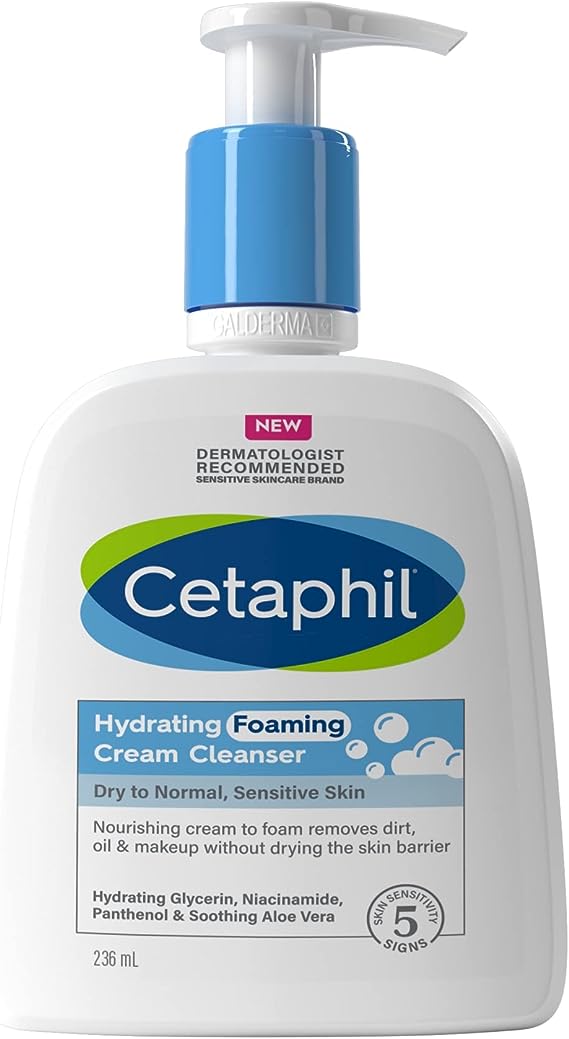 GALDERMA
NEW
DERMATOLOGIST
RECOMMENDED
SENSITIVE SKINCARE BRAND
Cetaphil®
Hydrating Foaming
Cream Cleanser
Dry to Normal, Sensitive Skin
Nourishing cream to foam removes dirt,
oil & makeup without drying the skin barrier
Hydrating Glycerin, Niacinamide,
Panthenol & Soothing Aloe Vera
SKIN SENSITIVITY
5
SIGNS
236 mL